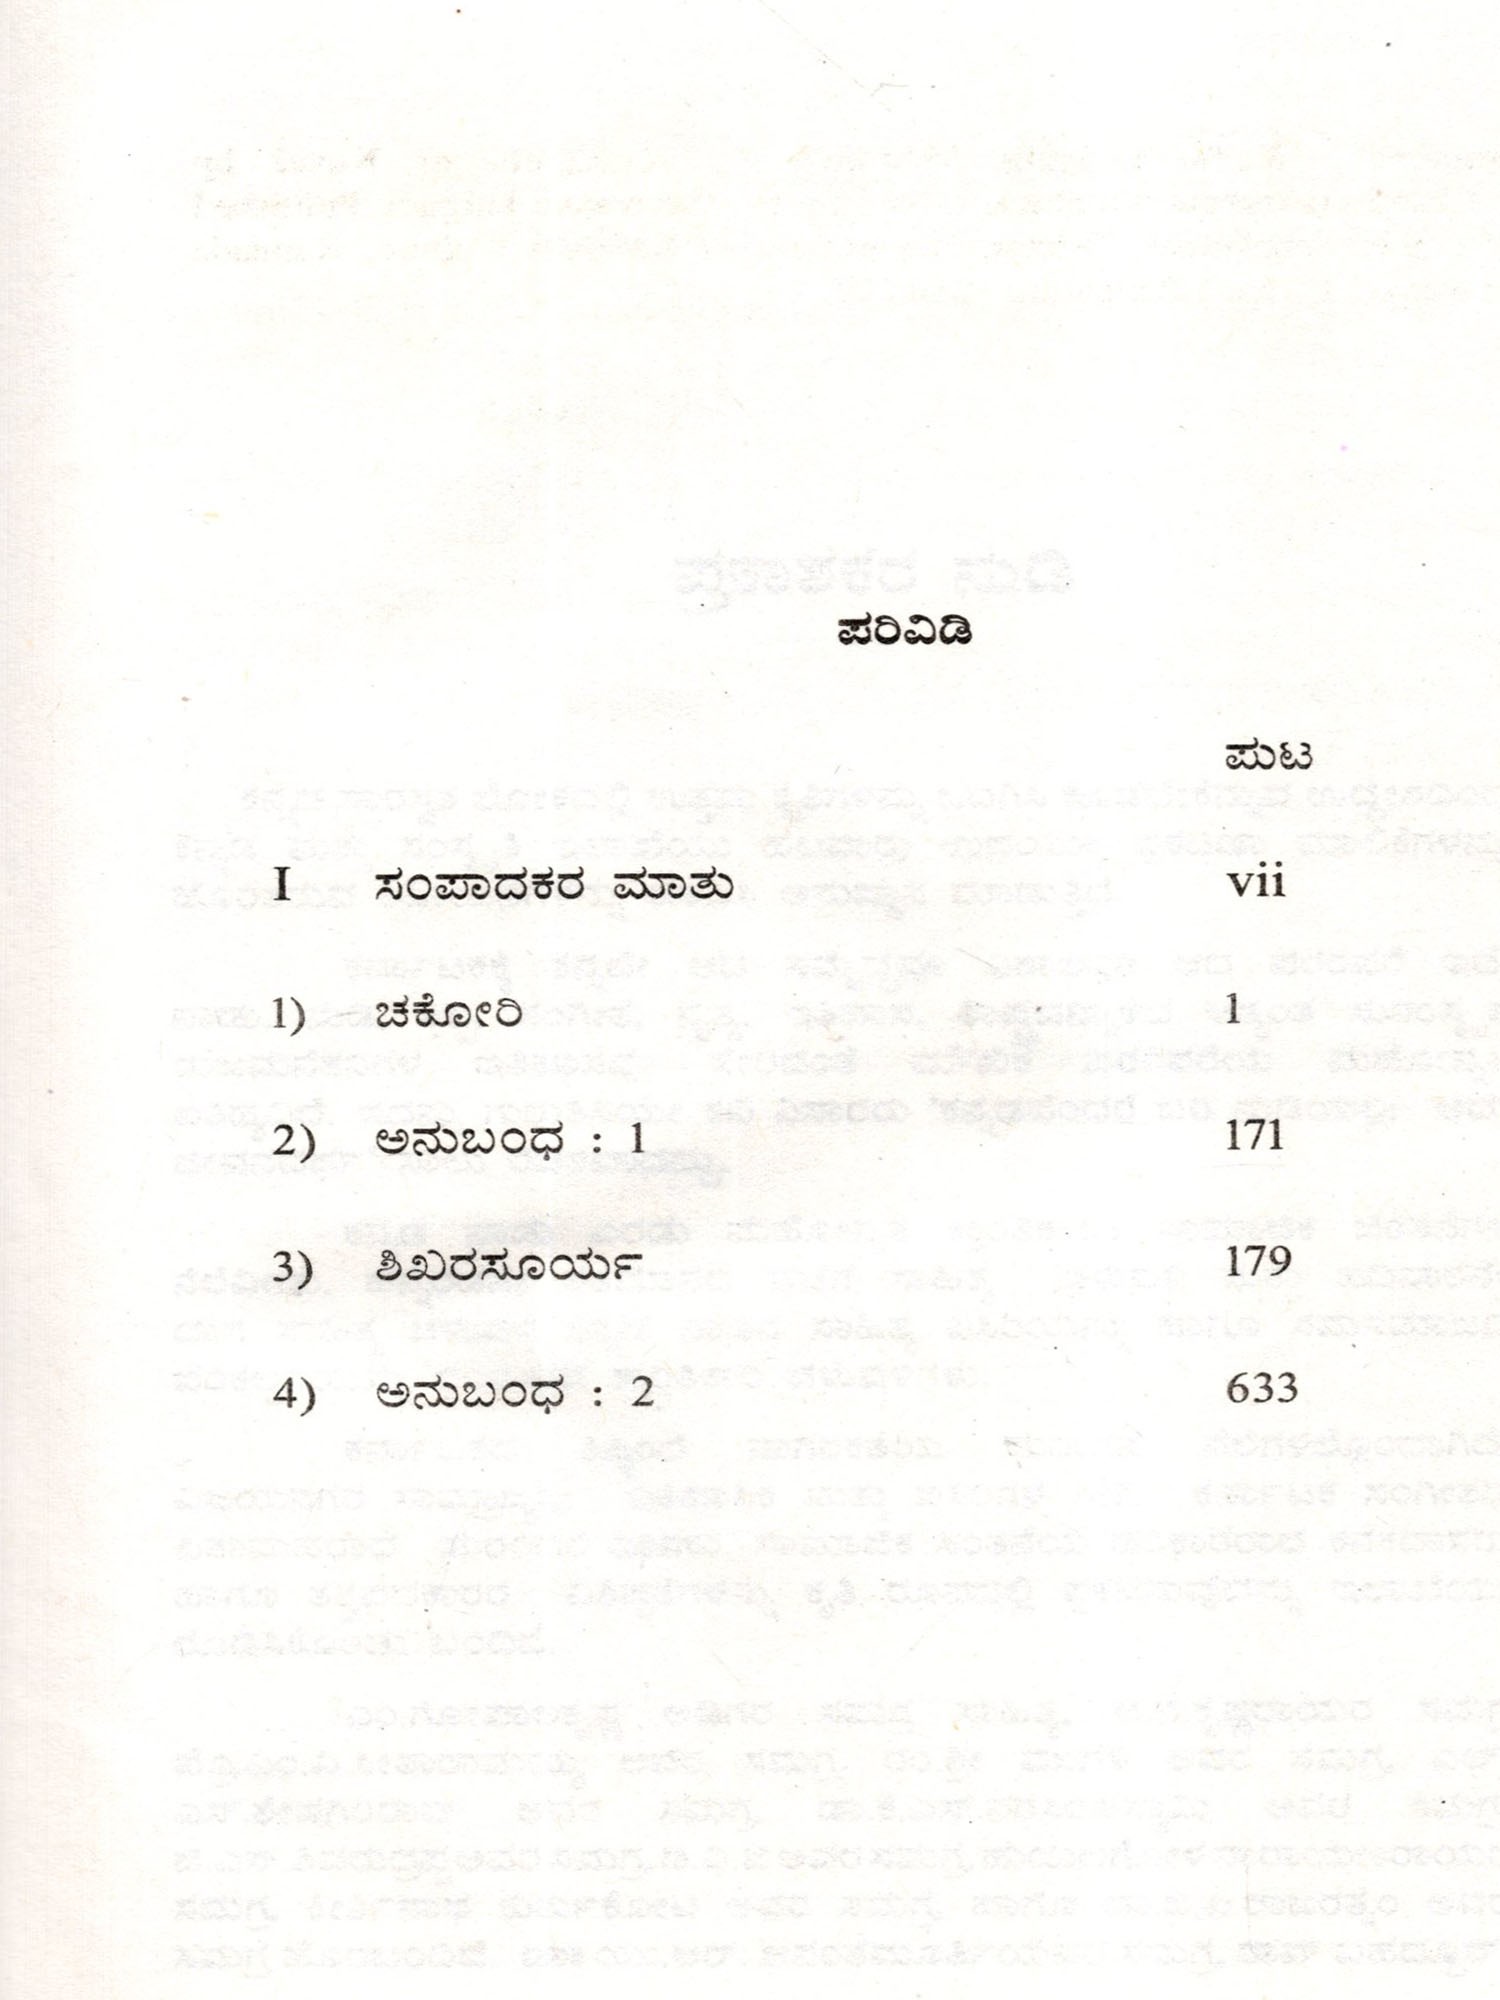 ಪರಿವಿಡಿ
ಪುಟ
I ಸಂಪಾದಕರ ಮಾತು vii
1) ಚಕೋರಿ 1
2) ಅನುಬಂಧ : 1 171
3) ಶಿಖರಸೂರ್ಯ 179
4) ಅನುಬಂಧ : 2 633